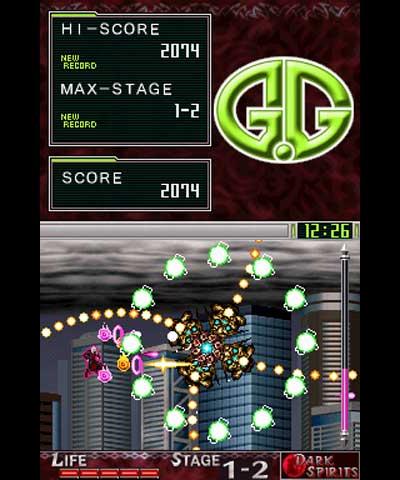 HI-SCORE
2074
NEW
RECORD
MAX-STAGE
1-2
NEW
RECORD
G.G
SCORE
2074
12:26
LIFE
STAGE
1-2
DARK
SPIRITS